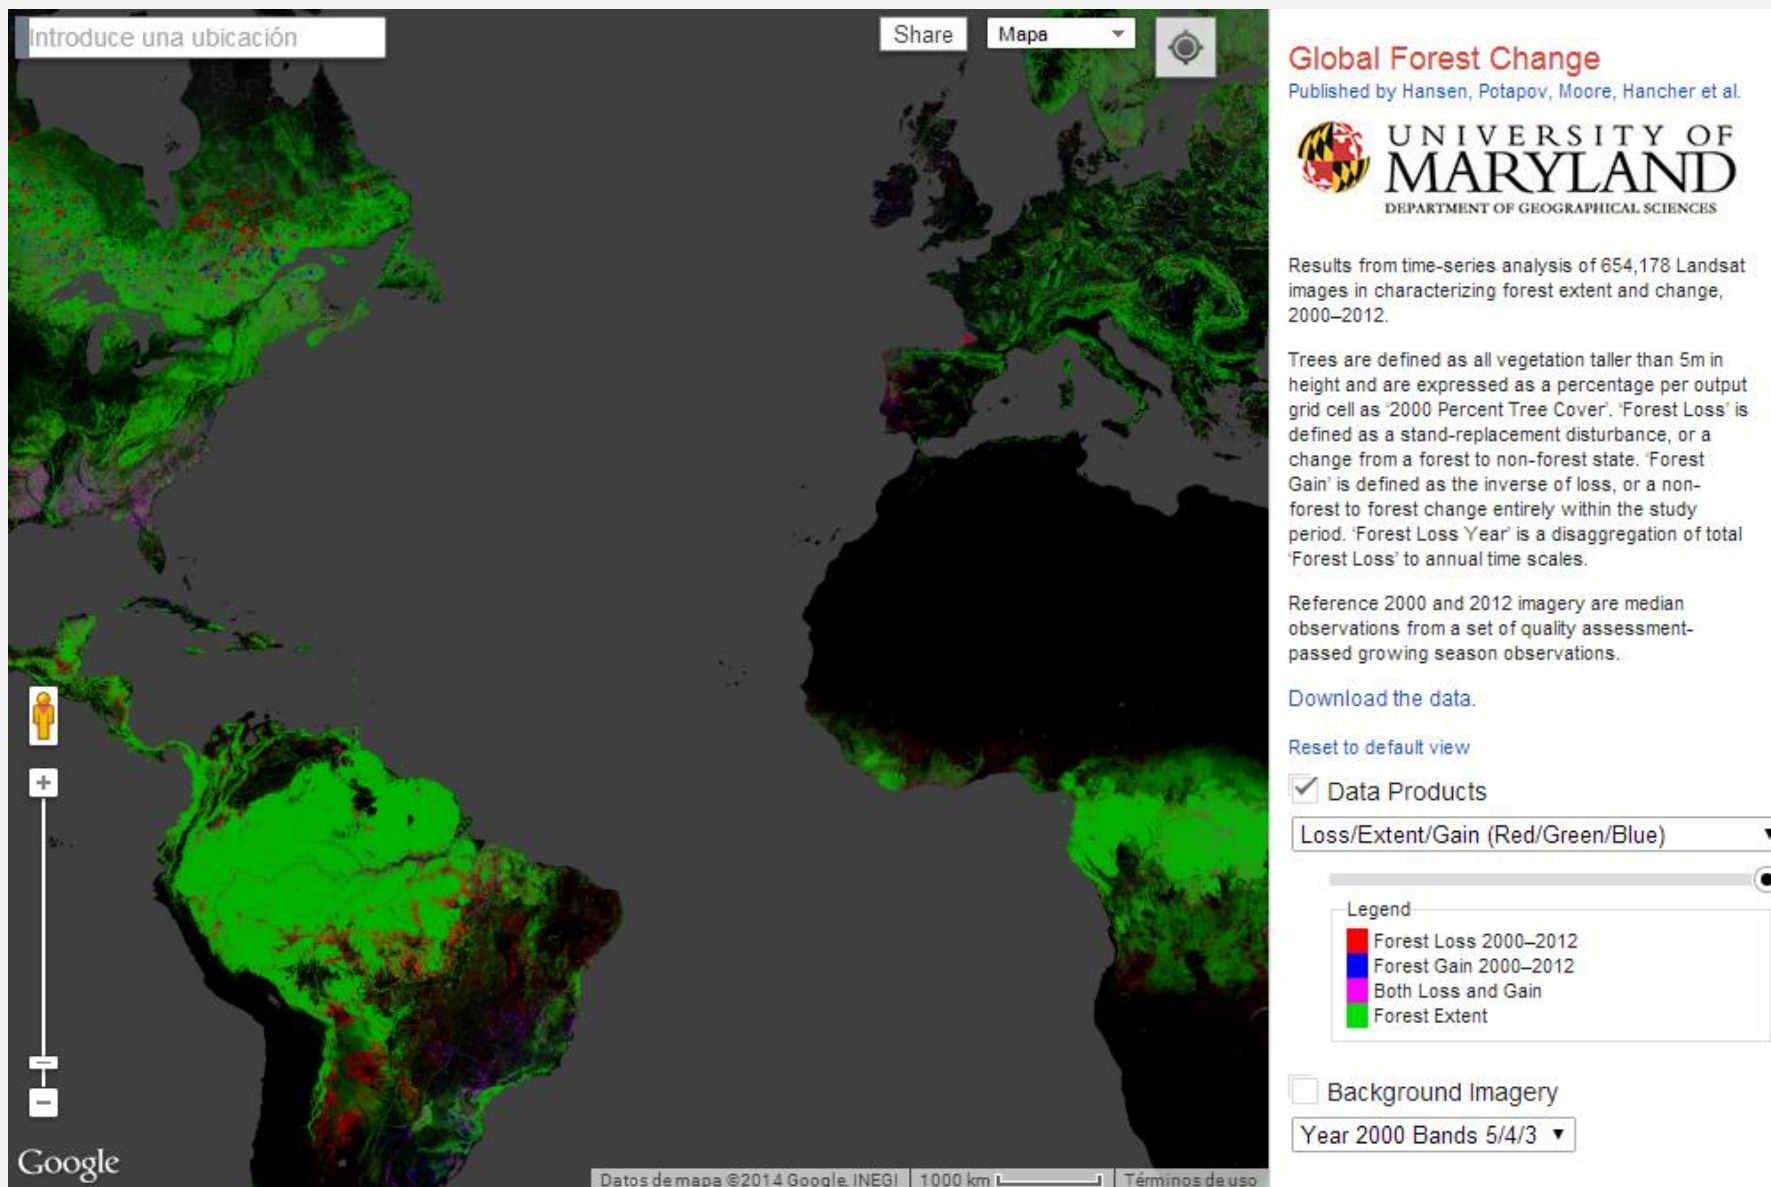 Introduce una ubicación
Share
Mapa
Global Forest Change
Published by Hansen, Potapov, Moore, Hancher et al.
UNIVERSITY OF
MARYLAND
DEPARTMENT OF GEOGRAPHICAL SCIENCES
Results from time-series analysis of 654,178 Landsat
images in characterizing forest extent and change,
2000–2012.
Trees are defined as all vegetation taller than 5m in
height and are expressed as a percentage per output
grid cell as '2000 Percent Tree Cover'. 'Forest Loss' is
defined as a stand-replacement disturbance, or a
change from a forest to non-forest state. 'Forest
Gain' is defined as the inverse of loss, or a non-
forest to forest change entirely within the study
period. 'Forest Loss Year' is a disaggregation of total
'Forest Loss' to annual time scales.
Reference 2000 and 2012 imagery are median
observations from a set of quality assessment-
passed growing season observations.
Download the data.
Reset to default view
Data Products
Loss/Extent/Gain (Red/Green/Blue)
Legend
Forest Loss 2000–2012
Forest Gain 2000–2012
Both Loss and Gain
Forest Extent
Background Imagery
Year 2000 Bands 5/4/3
Google
Datos de mapa ©2014 Google, INEGI
1000 km
Términos de uso